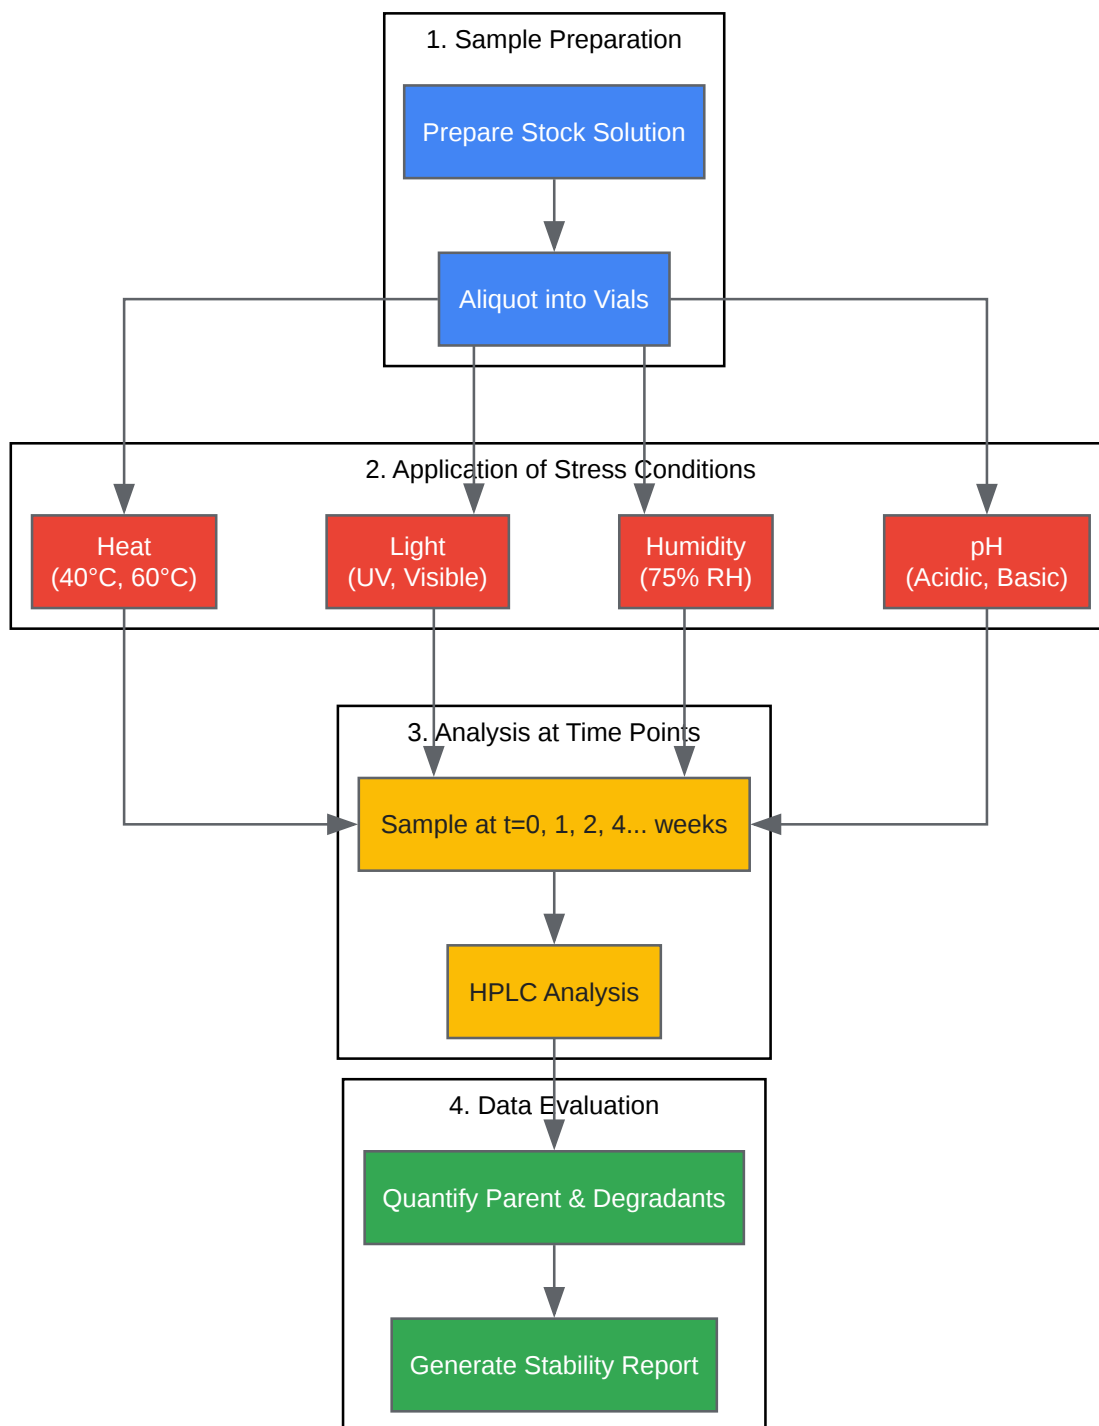 1. Sample Preparation
Prepare Stock Solution
Aliquot into Vials
2. Application of Stress Conditions
Heat
(40°C, 60°C)
Light
(UV, Visible)
Humidity
(75% RH)
pH
(Acidic, Basic)
3. Analysis at Time Points
Sample at t=0, 1, 2, 4... weeks
HPLC Analysis
4. Data Evaluation
Quantify Parent & Degradants
Generate Stability Report